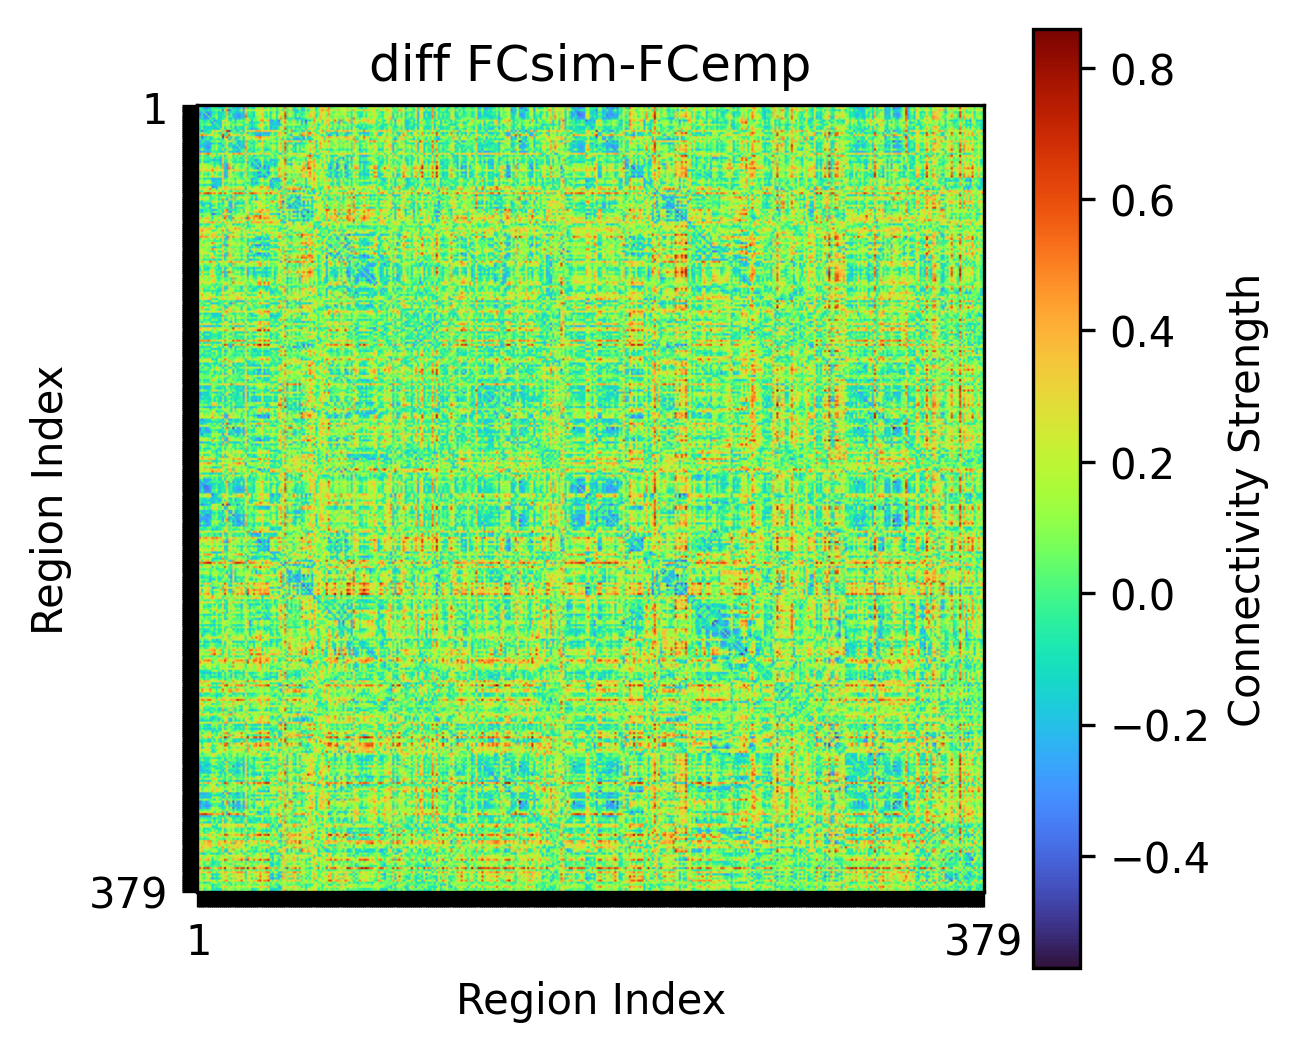 diff FCsim-FCemp
1
379
1
379
Region Index
Region Index
0.8
0.6
0.4
0.2
0.0
−0.2
−0.4
Connectivity Strength